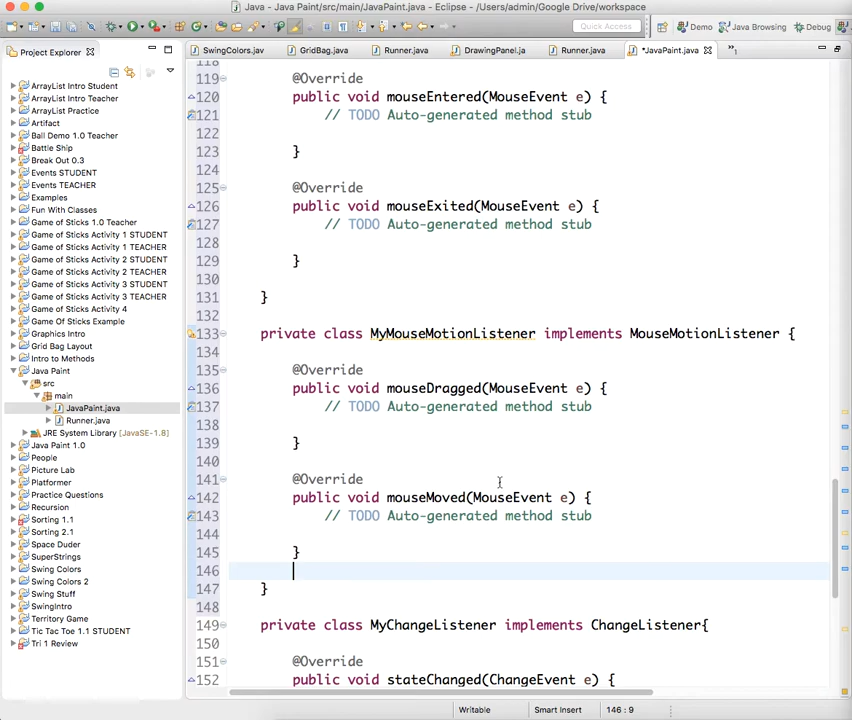 Java - Java Paint/src/main/JavaPaint.java - Eclipse - /Users/admin/Google Drive/workspace
Quick Access
Demo
Java Browsing
Debug
Project Explorer
SwingColors.jav
GridBag.java
Runner.java
DrawingPanel.ja
Runner.java
*JavaPaint.java
»1
ArrayList Intro Student
ArrayList Intro Teacher
ArrayList Practice
Artifact
Ball Demo 1.0 Teacher
Battle Ship
Break Out 0.3
Events STUDENT
Events TEACHER
Examples
Fun With Classes
Game of Sticks 1.0 Teacher
Game of Sticks Activity 1 STUDENT
Game of Sticks Activity 1 TEACHER
Game of Sticks Activity 2 STUDENT
Game of Sticks Activity 2 TEACHER
Game of Sticks Activity 3 STUDENT
Game of Sticks Activity 3 TEACHER
Game of Sticks Activity 4
Game Of Sticks Example
Graphics Intro
Grid Bag Layout
Intro to Methods
Java Paint
src
main
JavaPaint.java
Runner.java
JRE System Library [JavaSE-1.8]
Java Paint 1.0
People
Picture Lab
Platformer
Practice Questions
Recursion
Sorting 1.1
Sorting 2.1
Space Duder
SuperStrings
Swing Colors
Swing Colors 2
Swing Stuff
SwingIntro
Territory Game
Tic Tac Toe 1.1 STUDENT
Tri 1 Review
118
119 @Override
120 public void mouseEntered(MouseEvent e) {
121 // TODO Auto-generated method stub
122
123 }
124
125 @Override
126 public void mouseExited(MouseEvent e) {
127 // TODO Auto-generated method stub
128
129 }
130
131 }
132
133 private class MyMouseMotionListener implements MouseMotionListener {
134
135 @Override
136 public void mouseDragged(MouseEvent e) {
137 // TODO Auto-generated method stub
138
139 }
140
141 @Override
142 public void mouseMoved(MouseEvent e) {
143 // TODO Auto-generated method stub
144
145 }
146
147 }
148
149 private class MyChangeListener implements ChangeListener{
150
151 @Override
152 public void stateChanged(ChangeEvent e) {
Writable
Smart Insert
146 : 9